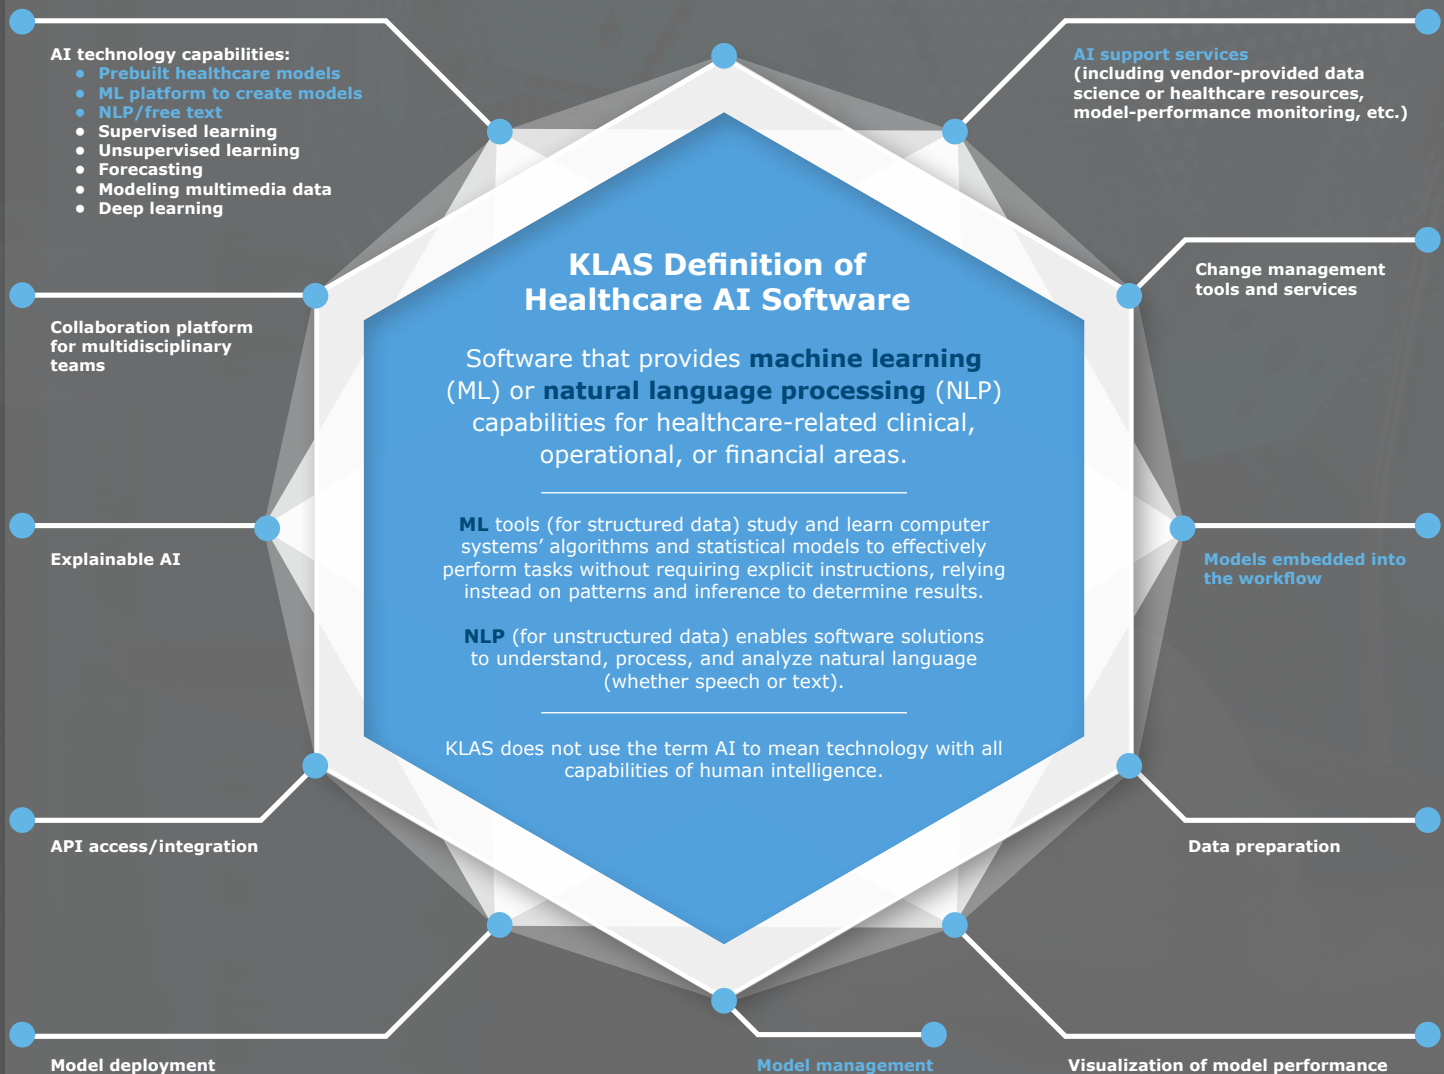 AI technology capabilities:
• Prebuilt healthcare models
• ML platform to create models
• NLP/free text
• Supervised learning
• Unsupervised learning
• Forecasting
• Modeling multimedia data
• Deep learning
AI support services
(including vendor-provided data
science or healthcare resources,
model-performance monitoring, etc.)
Collaboration platform
for multidisciplinary
teams
Change management
tools and services
KLAS Definition of
Healthcare AI Software
Software that provides machine learning
(ML) or natural language processing (NLP)
capabilities for healthcare-related clinical,
operational, or financial areas.
ML tools (for structured data) study and learn computer
systems’ algorithms and statistical models to effectively
perform tasks without requiring explicit instructions, relying
instead on patterns and inference to determine results.
NLP (for unstructured data) enables software solutions
to understand, process, and analyze natural language
(whether speech or text).
KLAS does not use the term AI to mean technology with all
capabilities of human intelligence.
Explainable AI
Models embedded into
the workflow
API access/integration
Data preparation
Model deployment
Model management
Visualization of model performance